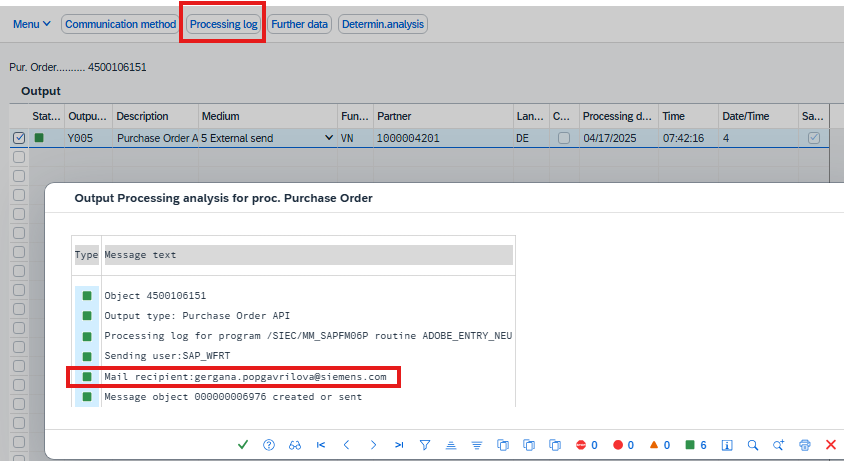 Menu Communication method Processing log Further data Determin.analysis
Pur. Order.......... 4500106151
Output
Stat... Outpu... Description Medium Fun... Partner Lan... C... Processing d... Time Date/Time Sa...
Y005 Purchase Order A 5 External send VN 1000004201 DE 04/17/2025 07:42:16 4
Output Processing analysis for proc. Purchase Order
Type Message text
Object 4500106151
Output type: Purchase Order API
Processing log for program /SIEC/MM_SAPFM06P routine ADOBE_ENTRY_NEU
Sending user:SAP_WFRT
Mail recipient:gergana.popgavrilova@siemens.com
Message object 000000006976 created or sent
0 0 0 6